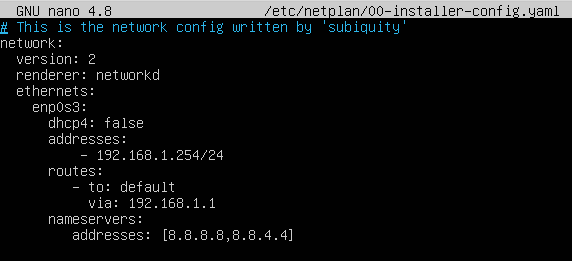 GNU nano 4.8 /etc/netplan/00-installer-config.yaml
# This is the network config written by 'subiquity'
network:
  version: 2
  renderer: networkd
  ethernets:
    enp0s3:
      dhcp4: false
      addresses:
          - 192.168.1.254/24
      routes:
         - to: default
           via: 192.168.1.1
      nameservers:
         addresses: [8.8.8.8,8.8.4.4]